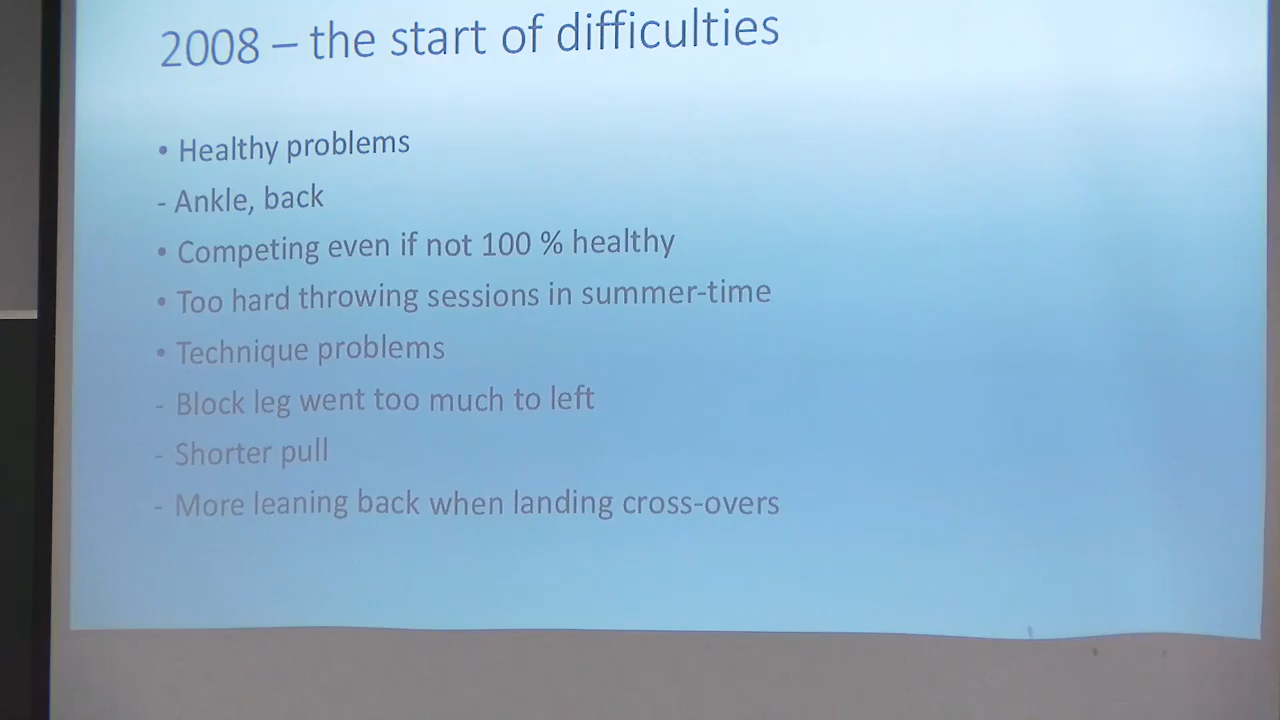 2008 – the start of difficulties
• Healthy problems
- Ankle, back
• Competing even if not 100 % healthy
• Too hard throwing sessions in summer-time
• Technique problems
- Block leg went too much to left
- Shorter pull
- More leaning back when landing cross-overs